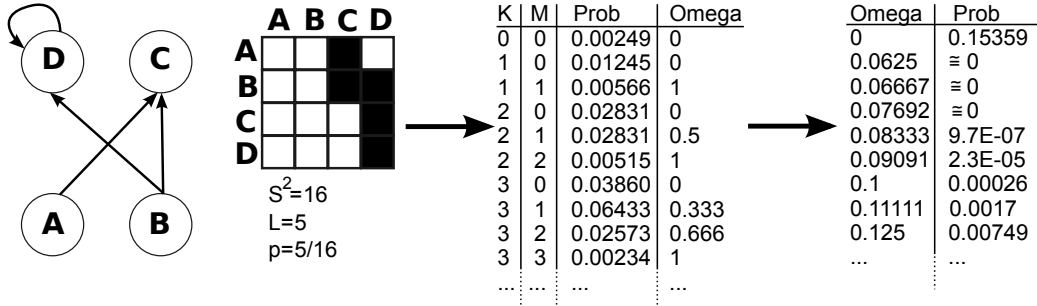 D
C
A
B
A B C D
A
B
C
D
S²=16
L=5
p=5/16
K M Prob Omega
0 0 0.00249 0
1 0 0.01245 0
1 1 0.00566 1
2 0 0.02831 0
2 1 0.02831 0.5
2 2 0.00515 1
3 0 0.03860 0
3 1 0.06433 0.333
3 2 0.02573 0.666
3 3 0.00234 1
... ... ... ...
Omega Prob
0 0.15359
0.0625 ≅ 0
0.06667 ≅ 0
0.07692 ≅ 0
0.08333 9.7E-07
0.09091 2.3E-05
0.1 0.00026
0.11111 0.0017
0.125 0.00749
... ...